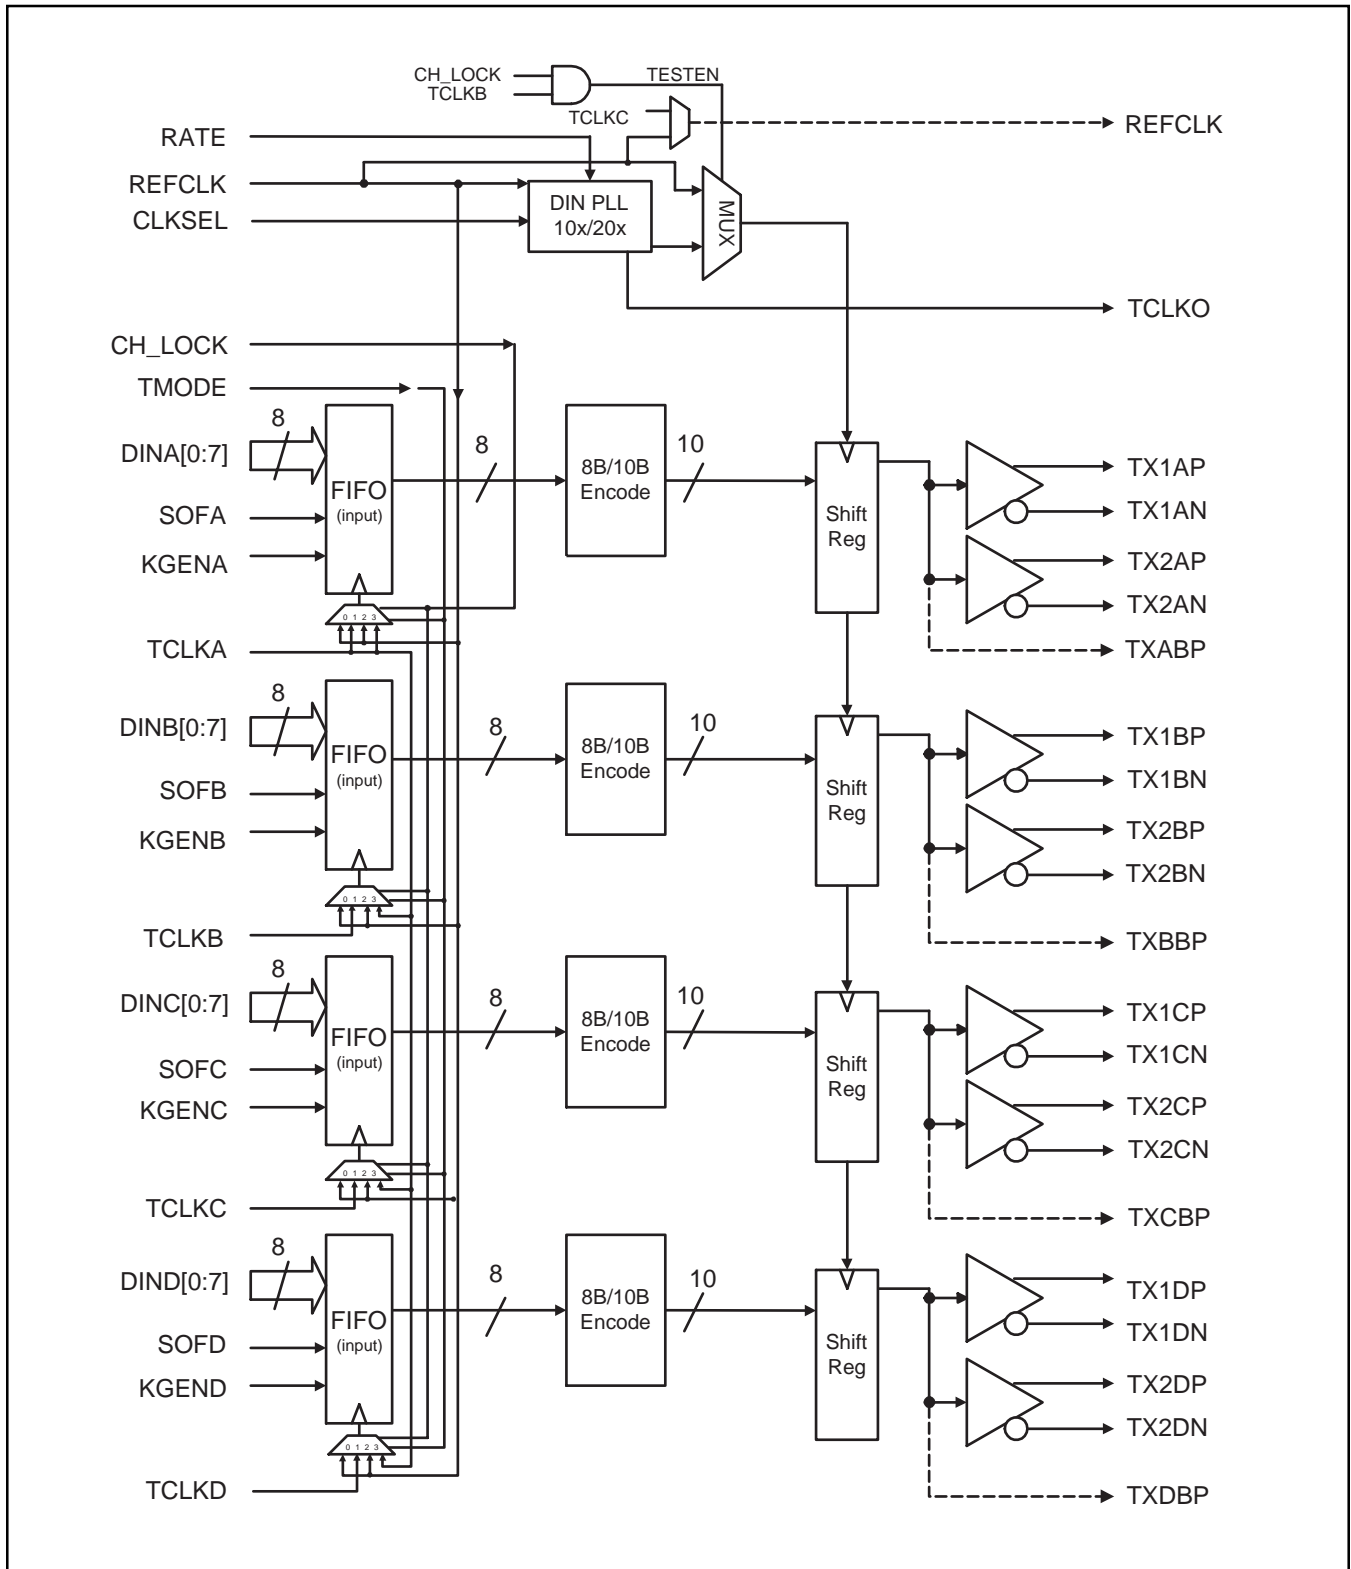 CH_LOCK
TCLKB
TESTEN
TCLKC
REFCLK
RATE
REFCLK
CLKSEL
DIN PLL
10x/20x
MUX
TCLKO
CH_LOCK
TMODE
8
DINA[0:7]
FIFO
(input)
SOFA
KGENA
0 1 2 3
TCLKA
8
8B/10B
Encode
10
Shift
Reg
TX1AP
TX1AN
TX2AP
TX2AN
TXABP
8
DINB[0:7]
FIFO
(input)
SOFB
KGENB
0 1 2 3
TCLKB
8
8B/10B
Encode
10
Shift
Reg
TX1BP
TX1BN
TX2BP
TX2BN
TXBBP
8
DINC[0:7]
FIFO
(input)
SOFC
KGENC
0 1 2 3
TCLKC
8
8B/10B
Encode
10
Shift
Reg
TX1CP
TX1CN
TX2CP
TX2CN
TXCBP
8
DIND[0:7]
FIFO
(input)
SOFD
KGEND
0 1 2 3
TCLKD
8
8B/10B
Encode
10
Shift
Reg
TX1DP
TX1DN
TX2DP
TX2DN
TXDBP